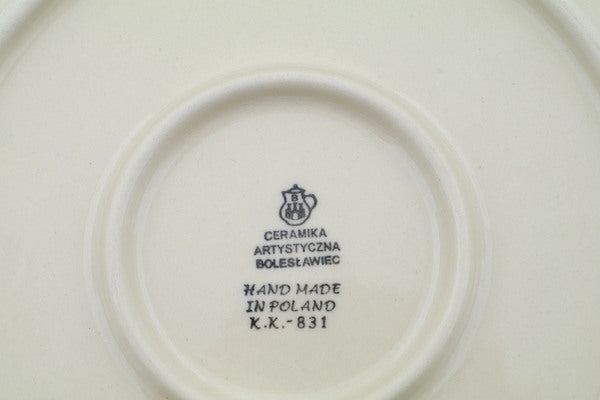 B
CERAMIKA
ARTYSTYCZNA
BOLESŁAWIEC
HAND MADE
IN POLAND
K.K.-831